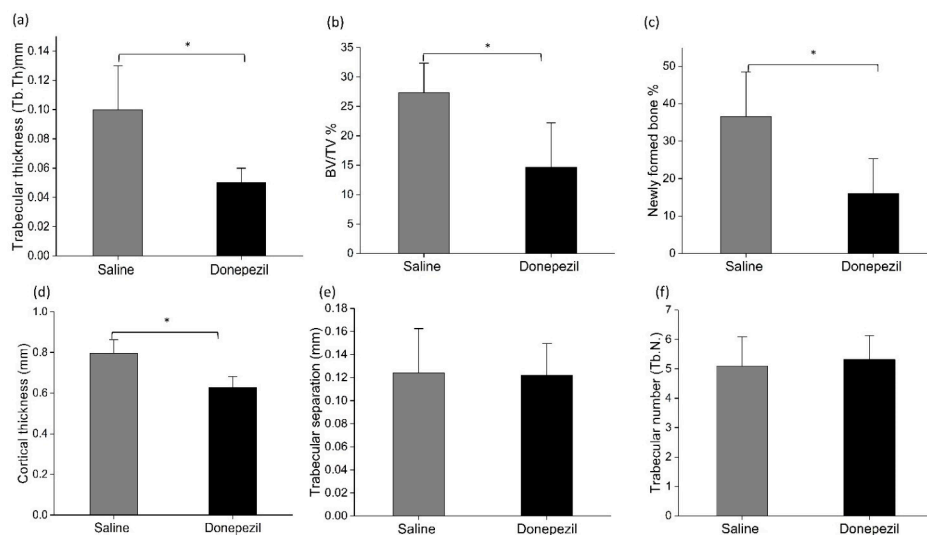 (a)
Trabecular thickness (Tb.Th)mm
0.14
0.12
0.10
0.08
0.06
0.04
0.02
0.00
*
Saline Donepezil
(b)
BV/TV %
35
30
25
20
15
10
5
0
*
Saline Donepezil
(c)
Newly formed bone %
50
40
30
20
10
0
*
Saline Donepezil
(d)
Cortical thickness (mm)
1.0
0.8
0.6
0.4
0.2
0.0
*
Saline Donepezil
(e)
Trabecular separation (mm)
0.18
0.16
0.14
0.12
0.10
0.08
0.06
0.04
0.02
0.00
Saline Donepezil
(f)
Trabecular number (Tb.N.)
7
6
5
4
3
2
1
0
Saline Donepezil